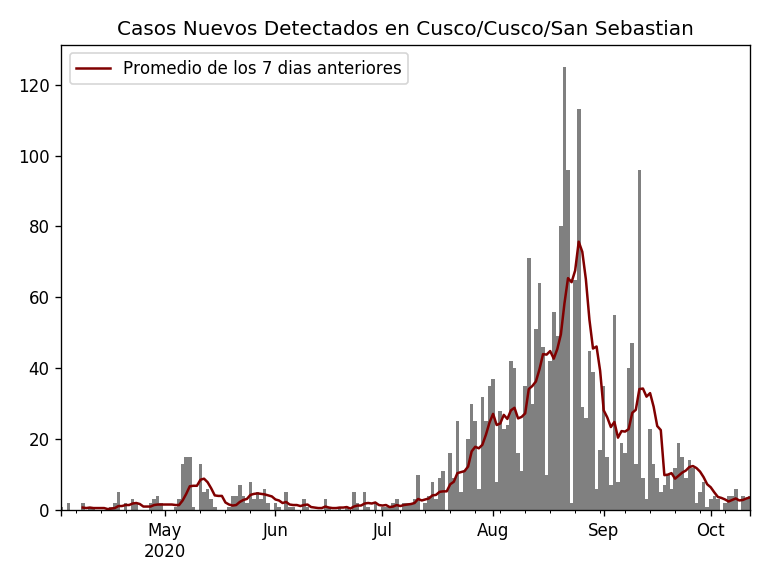 Casos Nuevos Detectados en Cusco/Cusco/San Sebastian
Promedio de los 7 dias anteriores
120
100
80
60
40
20
0
May Jun Jul Aug Sep Oct
2020